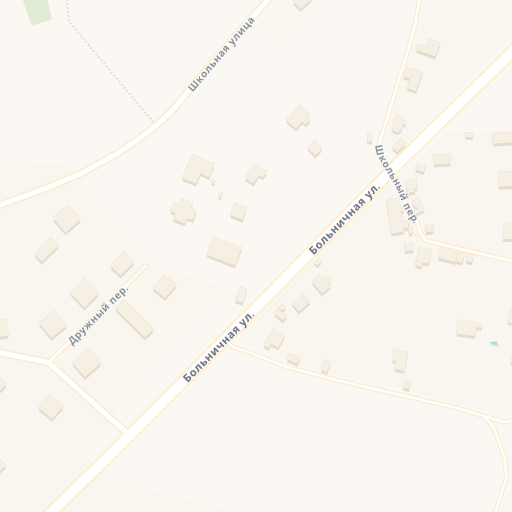 Школьная улица
Школьный пер.
Больничная ул.
Дружный пер.
Больничная ул.